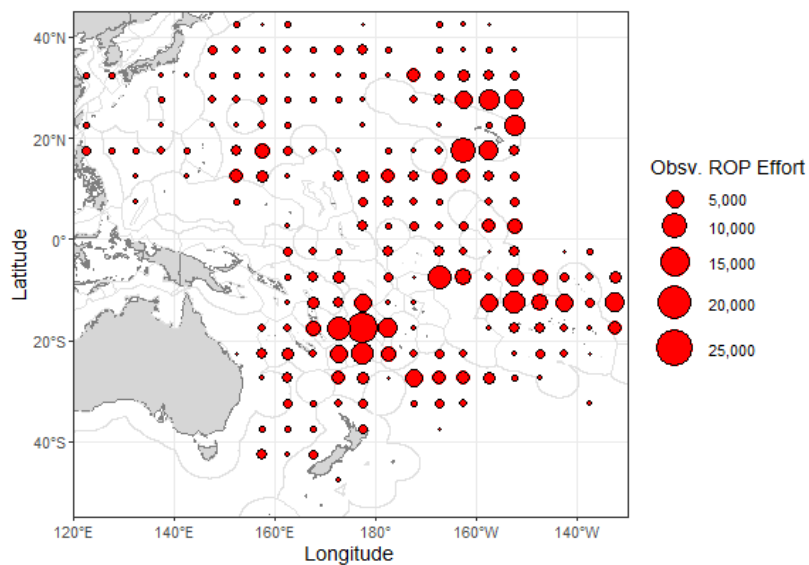 40°N
20°N
0°
20°S
40°S
Latitude
120°E
140°E
160°E
180°
160°W
140°W
Longitude
Obsv. ROP Effort
5,000
10,000
15,000
20,000
25,000